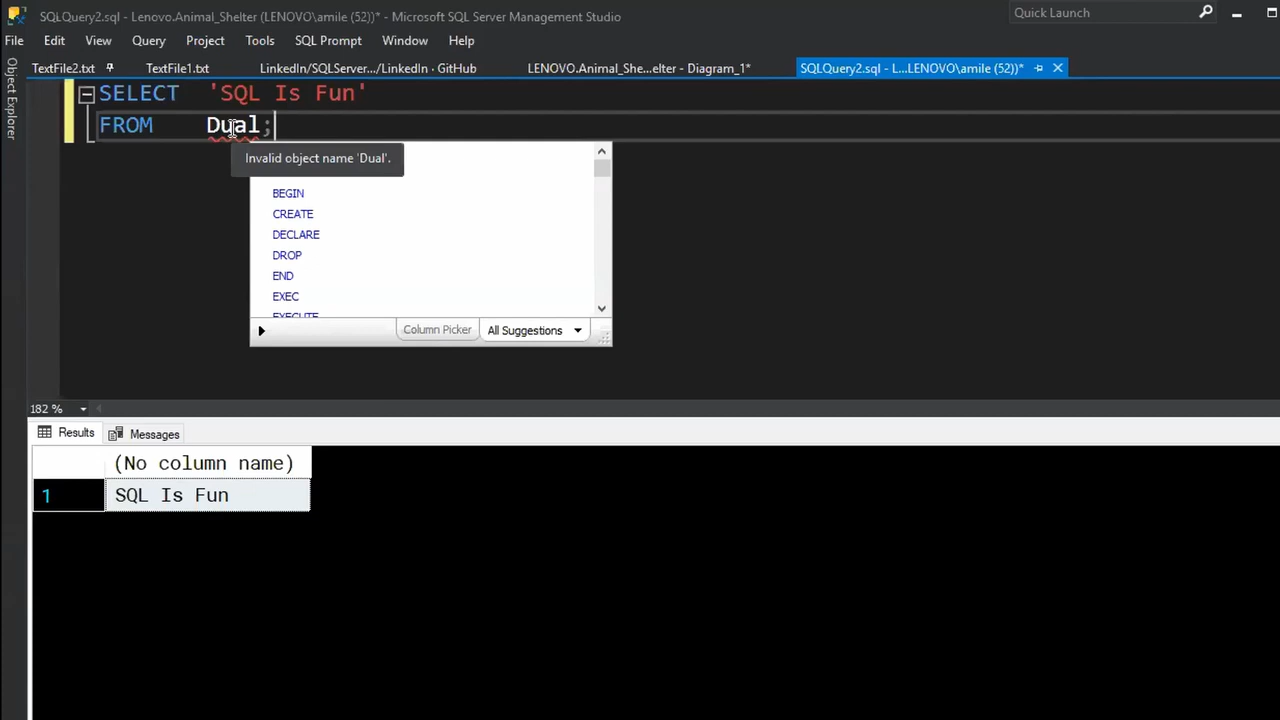 SQLQuery2.sql - Lenovo.Animal_Shelter (LENOVO\amile (52))* - Microsoft SQL Server Management Studio
Quick Launch
File Edit View Query Project Tools SQL Prompt Window Help
TextFile2.txt TextFile1.txt LinkedIn/SQLServer.../LinkedIn · GitHub LENOVO.Animal_She...elter - Diagram_1* SQLQuery2.sql - L...LENOVO\amile (52))*
Object Explorer
SELECT 'SQL Is Fun'
FROM Dual;
Invalid object name 'Dual'.
BEGIN
CREATE
DECLARE
DROP
END
EXEC
EXECUTE
Column Picker All Suggestions
182 %
Results Messages
(No column name)
1 SQL Is Fun